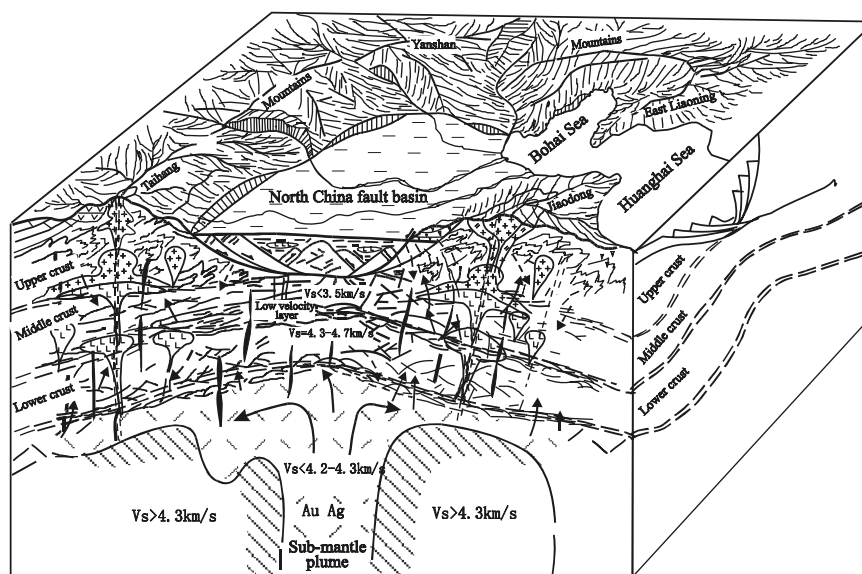 Yanshan
Mountains
Mountains
East Liaoning
Bohai Sea
Taihang
North China fault basin
Jiaodong
Huanghai Sea
Upper crust
Vs<3.5km/s
Low velocity
layer
Middle crust
Vs=4.3-4.7km/s
Lower crust
Upper crust
Middle crust
Lower crust
Vs<4.2-4.3km/s
Vs>4.3km/s
Au Ag
Vs>4.3km/s
Sub-mantle
plume